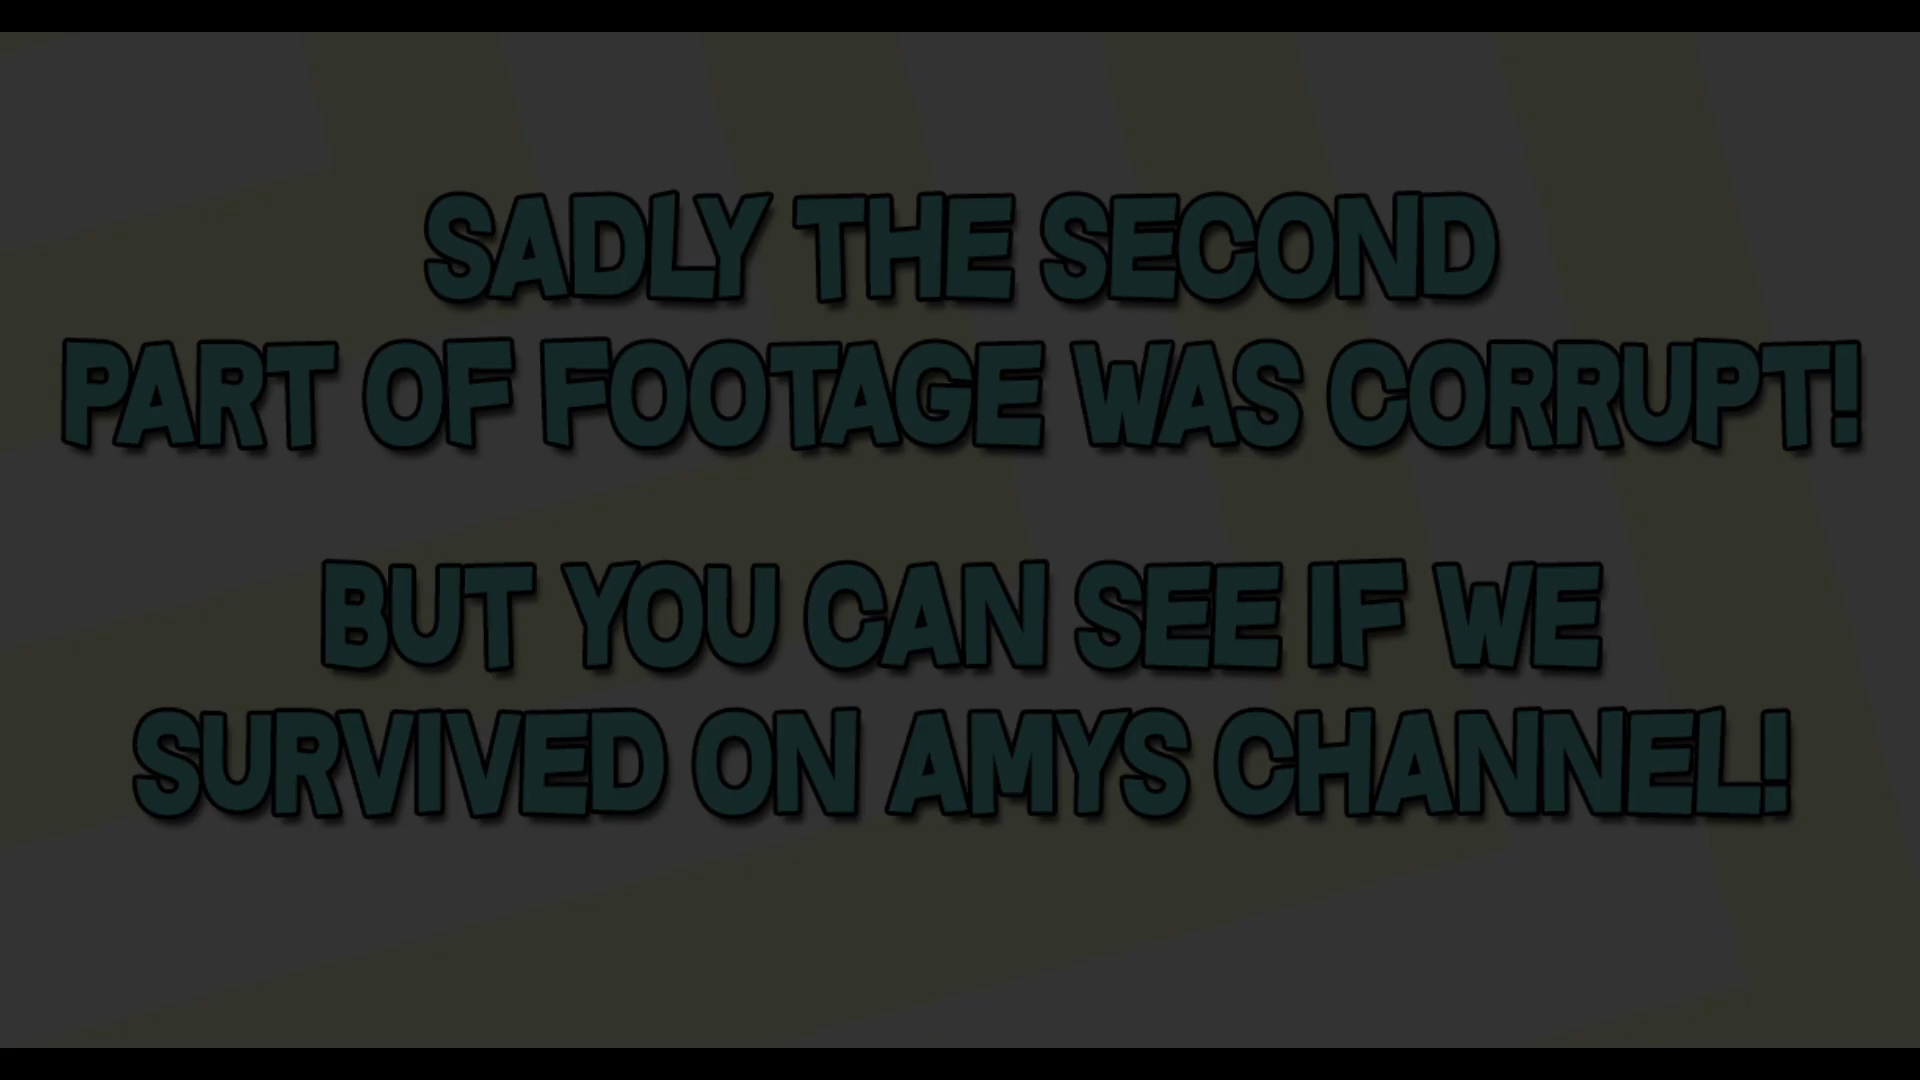 SADLY THE SECOND
PART OF FOOTAGE WAS CORRUPT!
BUT YOU CAN SEE IF WE
SURVIVED ON AMYS CHANNEL!